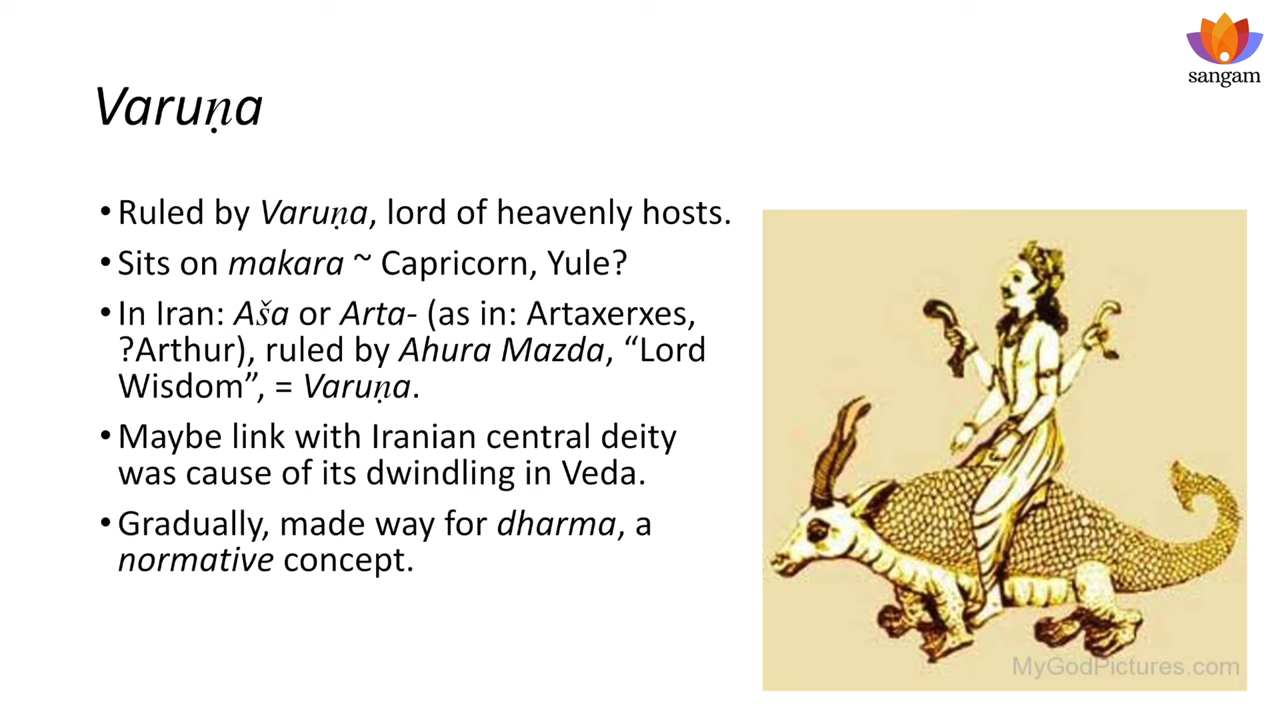 sangam
Varuṇa
• Ruled by Varuṇa, lord of heavenly hosts.
• Sits on makara ~ Capricorn, Yule?
• In Iran: Aša or Arta- (as in: Artaxerxes,
?Arthur), ruled by Ahura Mazda, “Lord
Wisdom”, = Varuṇa.
• Maybe link with Iranian central deity
was cause of its dwindling in Veda.
• Gradually, made way for dharma, a
normative concept.
MyGodPictures.com